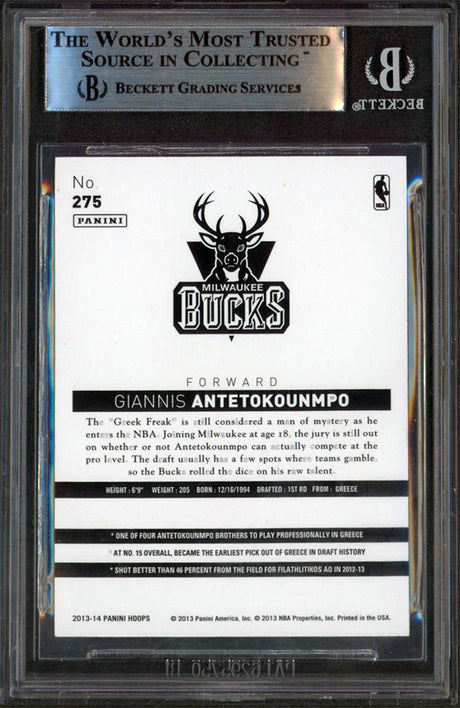 THE WORLD'S MOST TRUSTED
SOURCE IN COLLECTING™
B BECKETT GRADING SERVICES
B
BECKETT®
No.
275
PANINI
NBA
MILWAUKEE
BUCKS
FORWARD
GIANNIS ANTETOKOUNMPO
The "Greek Freak" is still considered a man of mystery as he
enters the NBA. Joining Milwaukee at age 18, the jury is still out
on whether or not Antetokounmpo can actually compete at the
pro level. The draft usually has a few spots where teams gamble,
so the Bucks rolled the dice on his raw talent.
HEIGHT: 6'9" WEIGHT: 205 BORN: 12/16/1994 DRAFTED: 1ST RD FROM: GREECE
* ONE OF FOUR ANTETOKOUNMPO BROTHERS TO PLAY PROFESSIONALLY IN GREECE
* AT NO. 15 OVERALL, BECAME THE EARLIEST PICK OUT OF GREECE IN DRAFT HISTORY
* SHOT BETTER THAN 46 PERCENT FROM THE FIELD FOR FILATHLITIKOS AO IN 2012-13
2013-14 PANINI HOOPS © 2013 Panini America, Inc. © 2013 NBA Properties, Inc. Printed in the USA.